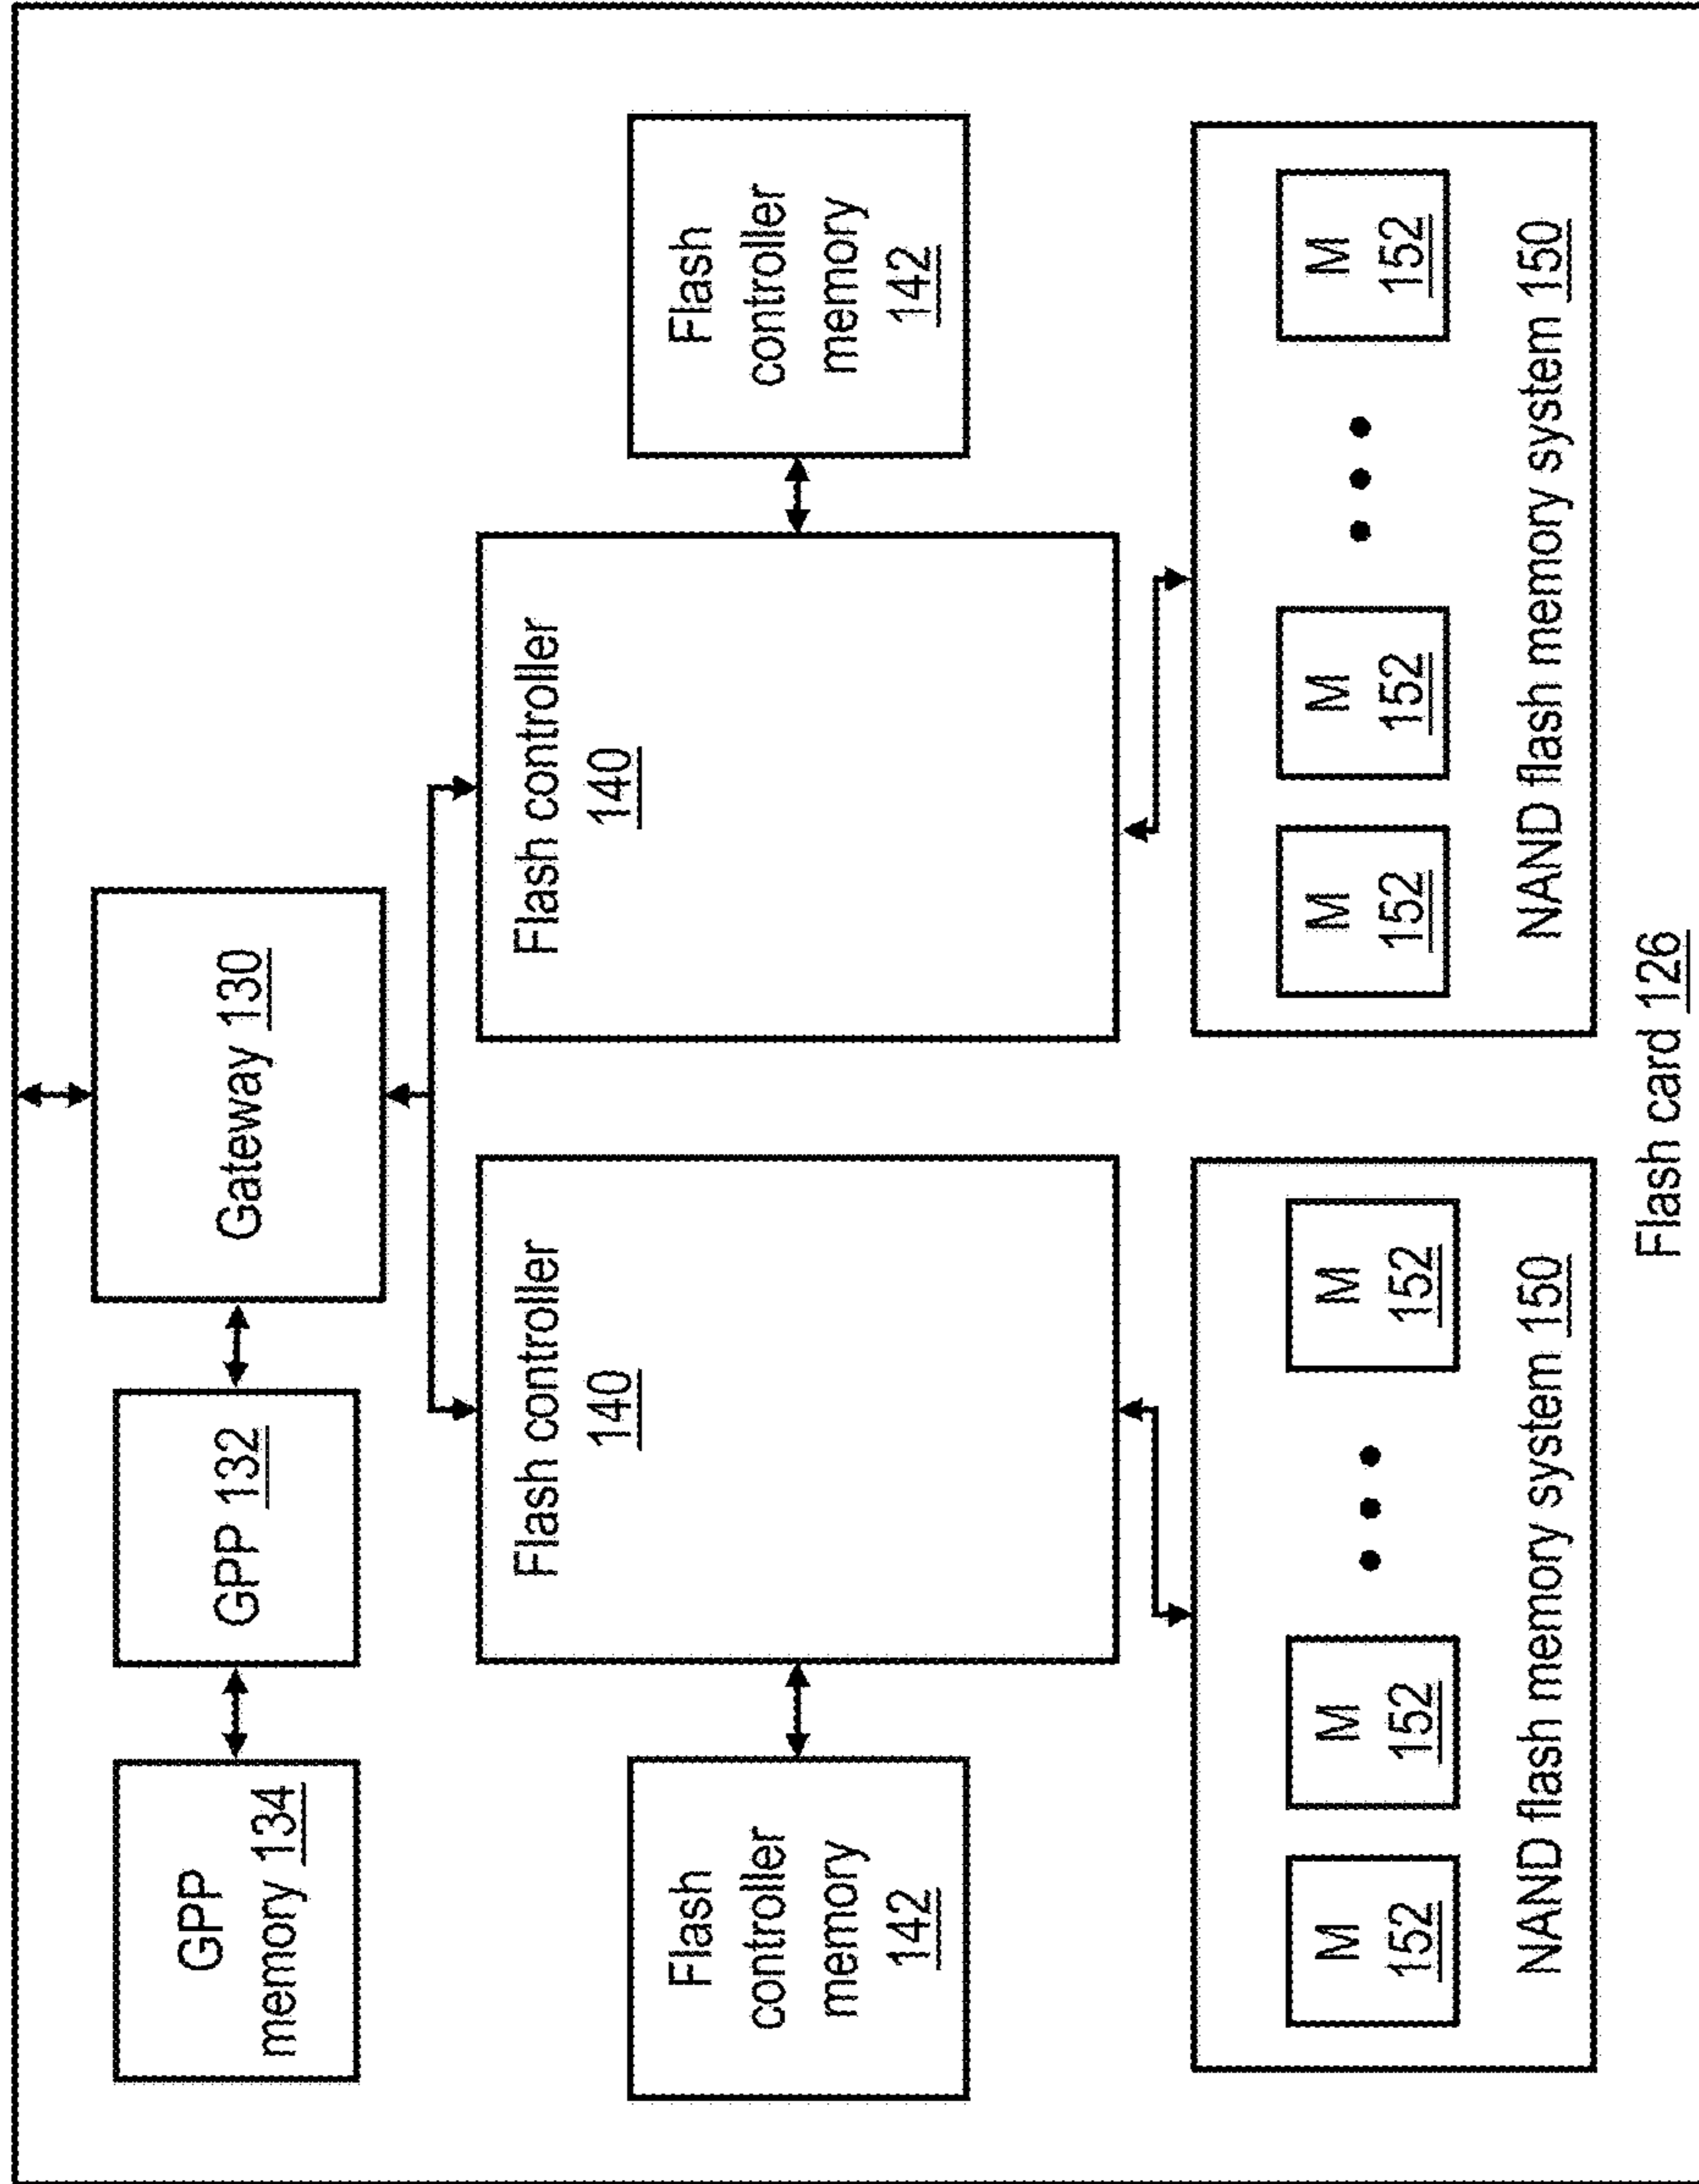 GPP
memory 134
GPP 132
Gateway 130
Flash
controller
memory
142
Flash controller
140
Flash controller
140
Flash
controller
memory
142
M
152
M
152
M
152
NAND flash memory system 150
M
152
M
152
M
152
NAND flash memory system 150
Flash card 126